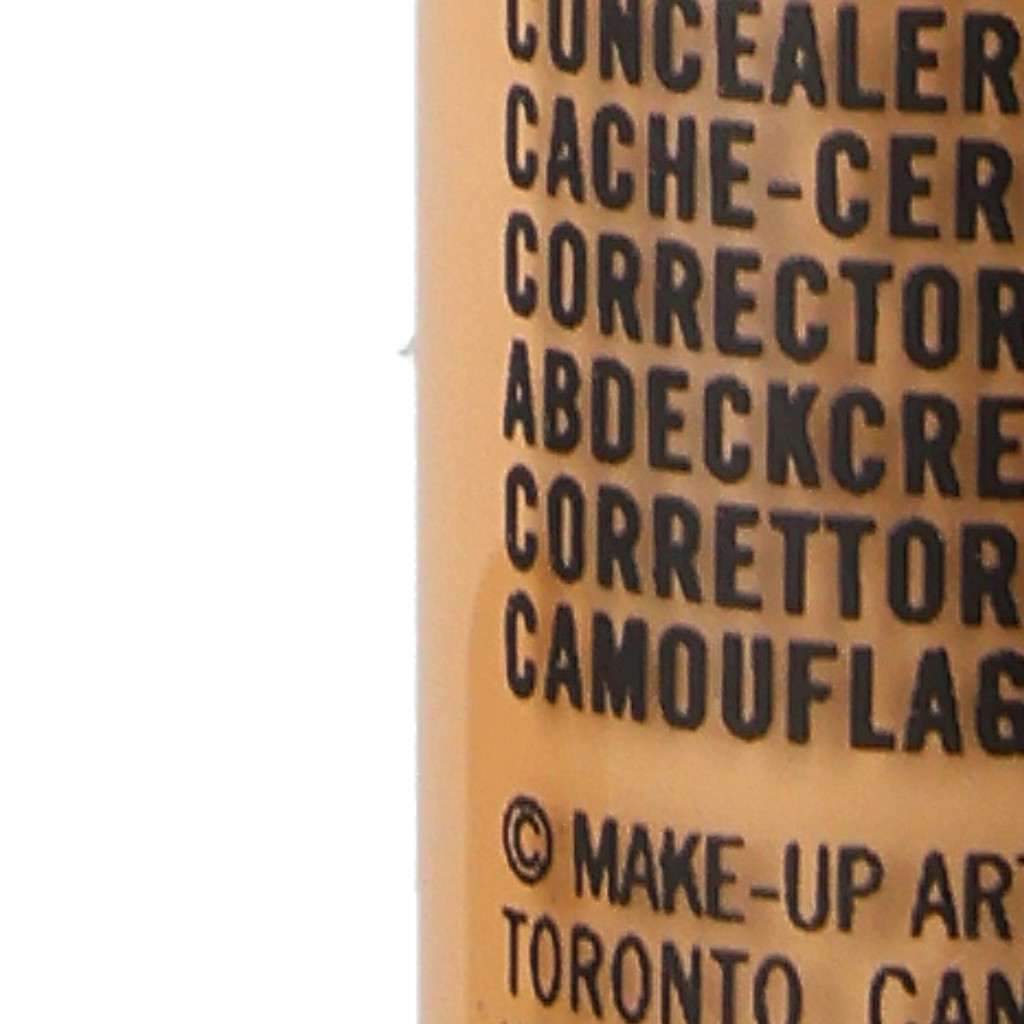 CONCEALER
CACHE-CER
CORRECTOR
ABDECKCRE
CORRETTOR
CAMOUFLAG
© MAKE-UP ART
TORONTO, CAN